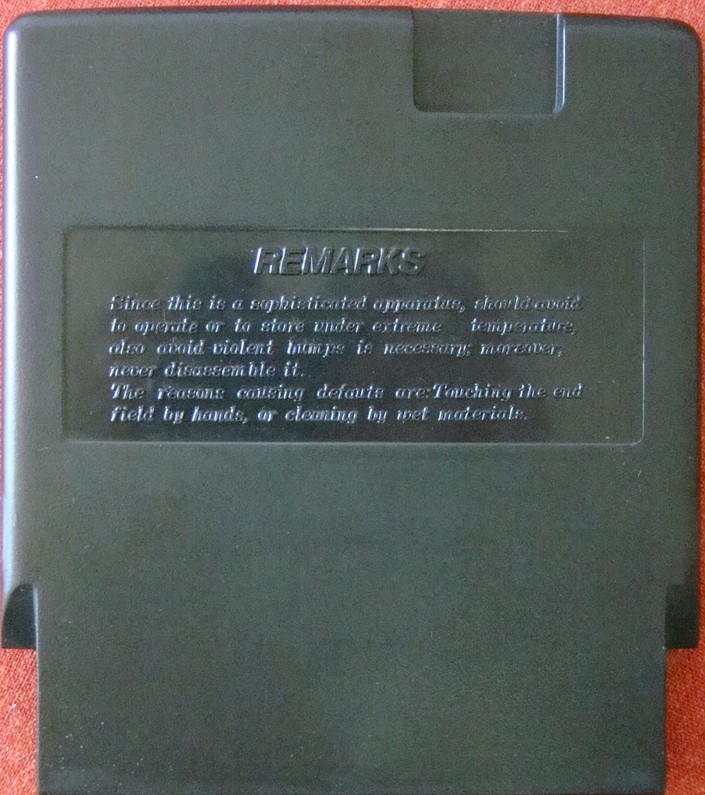 REMARKS
Since this is a sophisticated apparatus, should avoid
to operate or to store under extreme temperature,
also avoid violent bumps is necessary; moreover,
never disassemble it.
The reasons causing defauts are: Touching the end
field by hands, or cleaning by wet materials.